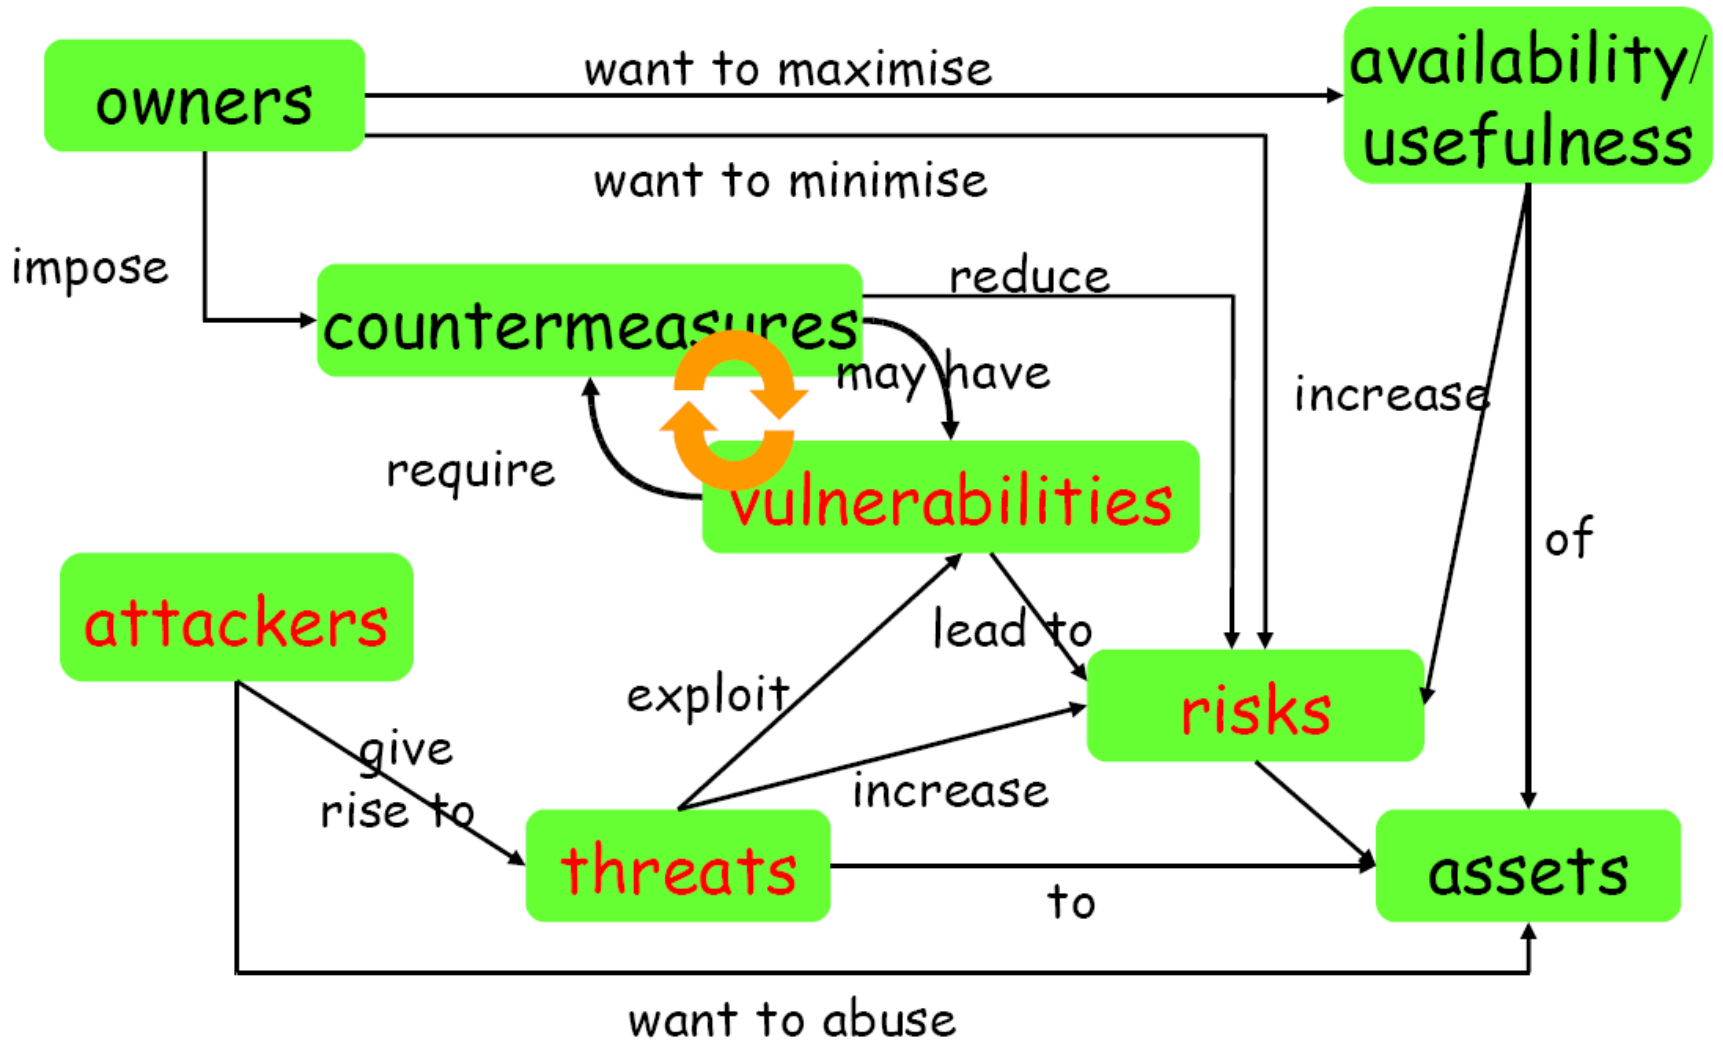 owners
want to maximise
availability/
usefulness
want to minimise
impose
countermeasures
reduce
may have
increase
require
vulnerabilities
of
attackers
lead to
exploit
risks
give
rise to
increase
threats
to
assets
want to abuse